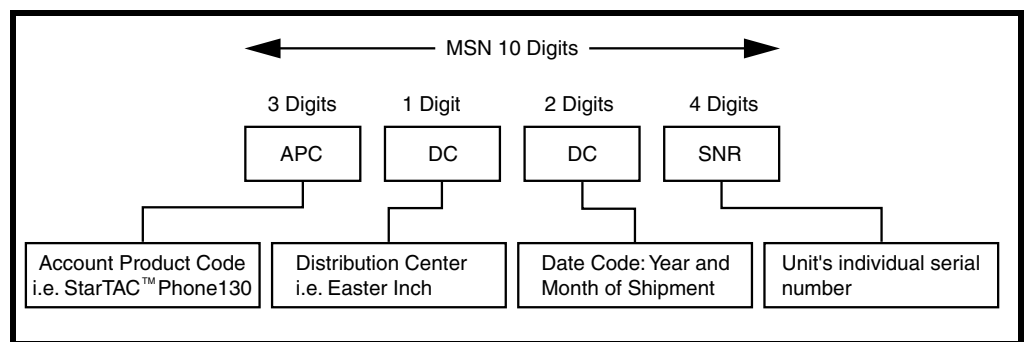 MSN 10 Digits
3 Digits
1 Digit
2 Digits
4 Digits
APC
DC
DC
SNR
Account Product Code
i.e. StarTAC™Phone130
Distribution Center
i.e. Easter Inch
Date Code: Year and
Month of Shipment
Unit's individual serial
number